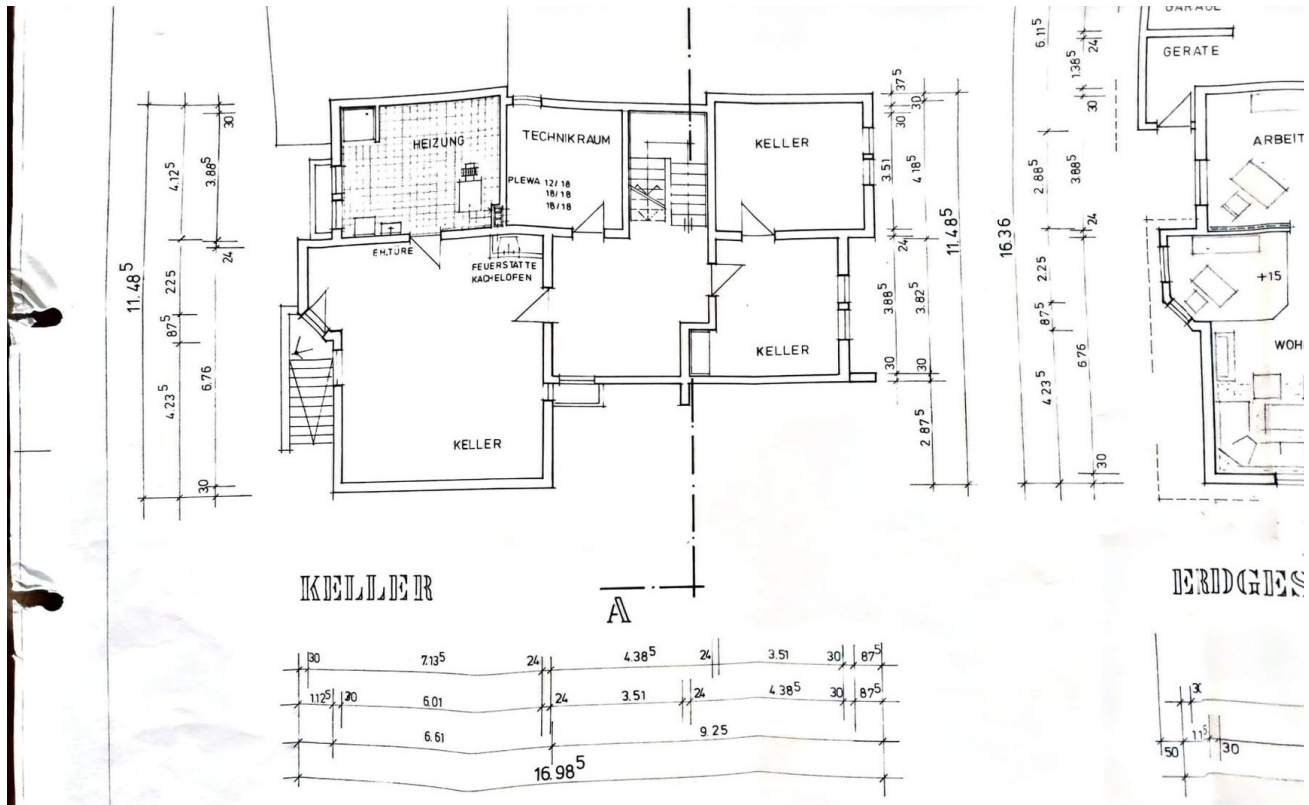 GARAGE
GERATE
ARBEIT
+15
WOH
HEIZUNG
TECHNIKRAUM
KELLER
PLEWA 12/18
18/18
18/18
EH.TÜRE
FEUERSTATTE
KACHELOFEN
KELLER
KELLER
30
4.12⁵
3.88⁵
24
11.48⁵
2.25
87⁵
6.76
4.23⁵
30
37⁵
30
30
3.51
4.18⁵
24
11.48⁵
3.88⁵
3.82⁵
30
30
2.87⁵
6.11⁵
24
1.38⁵
30
2.88⁵
3.88⁵
24
16.36
2.25
87⁵
6.76
4.23⁵
30
KELLER
A
ERDGES
30 7.13⁵ 24 4.38⁵ 24 3.51 30 87⁵
1.12⁵ 30 6.01 24 3.51 24 4.38⁵ 30 87⁵
6.61 9.25
16.98⁵
50 1.1⁵ 30